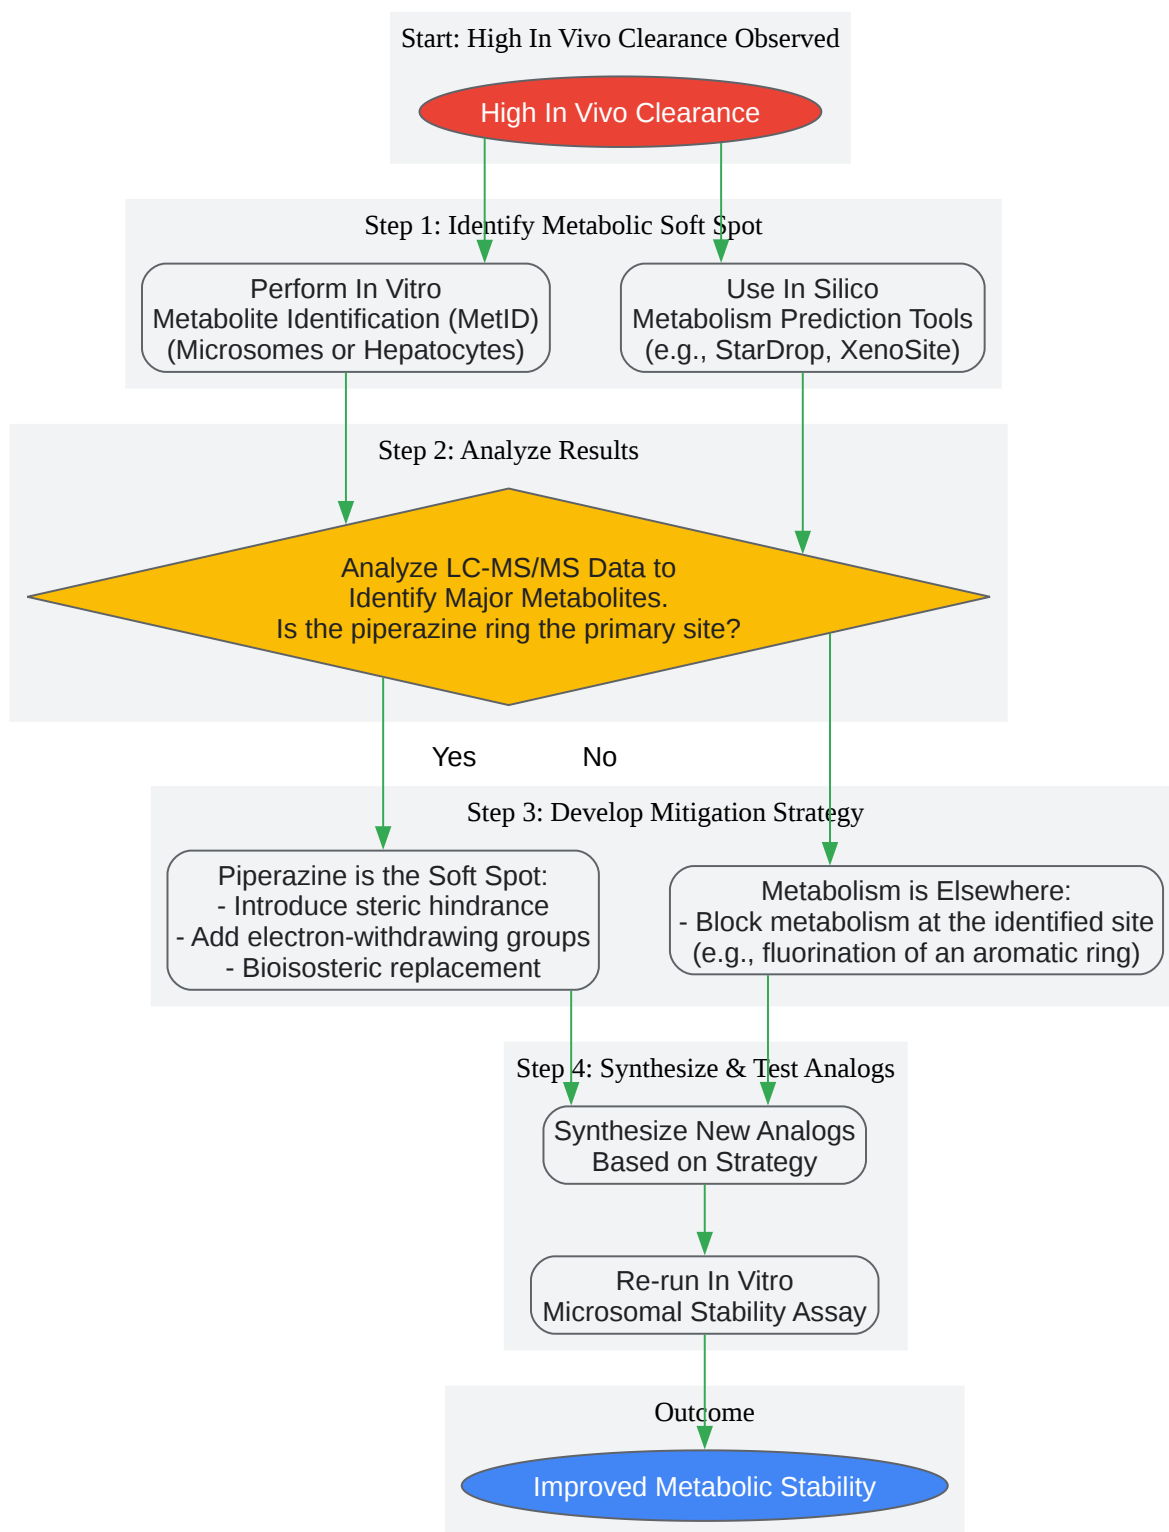 Start: High In Vivo Clearance Observed
High In Vivo Clearance
Step 1: Identify Metabolic Soft Spot
Perform In Vitro
Metabolite Identification (MetID)
(Microsomes or Hepatocytes)
Use In Silico
Metabolism Prediction Tools
(e.g., StarDrop, XenoSite)
Step 2: Analyze Results
Analyze LC-MS/MS Data to
Identify Major Metabolites.
Is the piperazine ring the primary site?
Yes
No
Step 3: Develop Mitigation Strategy
Piperazine is the Soft Spot:
- Introduce steric hindrance
- Add electron-withdrawing groups
- Bioisosteric replacement
Metabolism is Elsewhere:
- Block metabolism at the identified site
(e.g., fluorination of an aromatic ring)
Step 4: Synthesize & Test Analogs
Synthesize New Analogs
Based on Strategy
Re-run In Vitro
Microsomal Stability Assay
Outcome
Improved Metabolic Stability